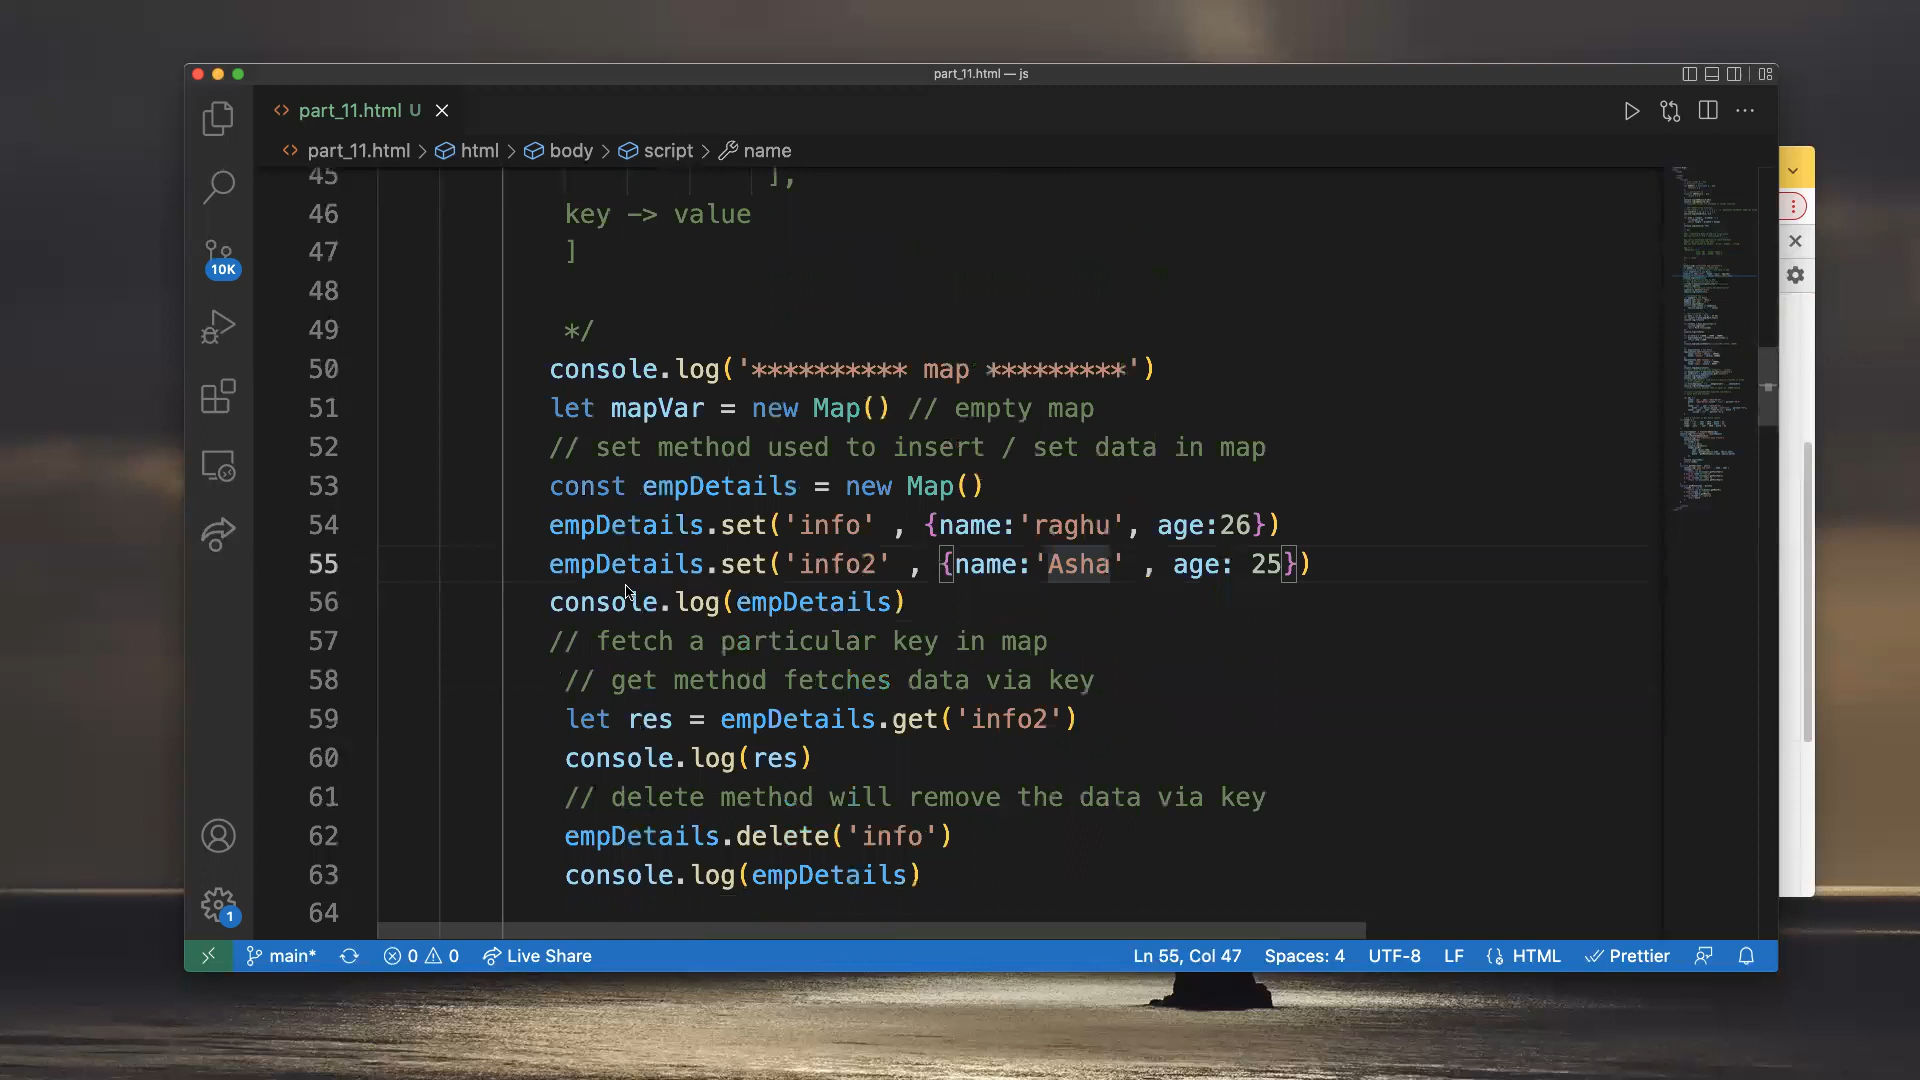 part_11.html — js
part_11.html U
part_11.html > html > body > script > name
45 ],
46 key -> value
47 ]
48
49 */
50 console.log('********** map *********')
51 let mapVar = new Map() // empty map
52 // set method used to insert / set data in map
53 const empDetails = new Map()
54 empDetails.set('info' , {name:'raghu', age:26})
55 empDetails.set('info2' , {name:'Asha' , age: 25})
56 console.log(empDetails)
57 // fetch a particular key in map
58 // get method fetches data via key
59 let res = empDetails.get('info2')
60 console.log(res)
61 // delete method will remove the data via key
62 empDetails.delete('info')
63 console.log(empDetails)
64
10K
1
main* 0 0 Live Share Ln 55, Col 47 Spaces: 4 UTF-8 LF HTML Prettier